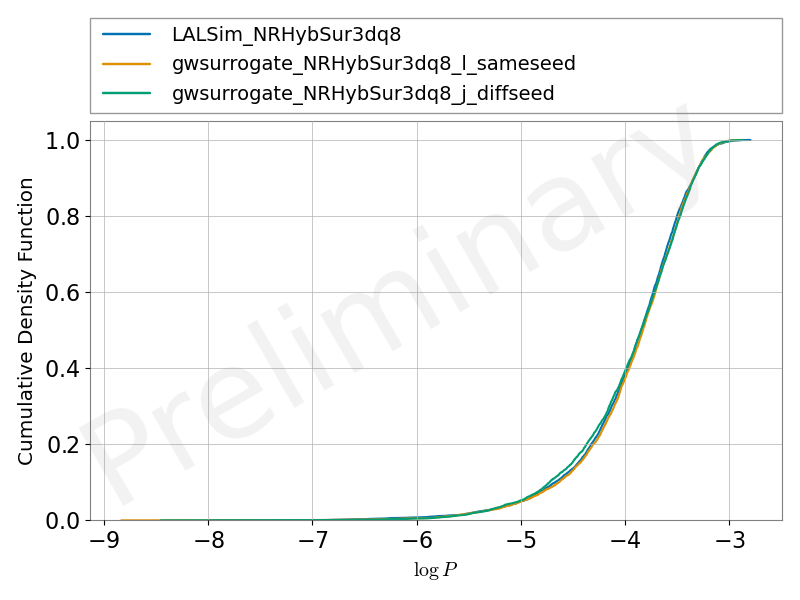 LALSim_NRHybSur3dq8
gwsurrogate_NRHybSur3dq8_l_sameseed
gwsurrogate_NRHybSur3dq8_j_diffseed
Preliminary
Cumulative Density Function
1.0
0.8
0.6
0.4
0.2
0.0
−9 −8 −7 −6 −5 −4 −3
log P